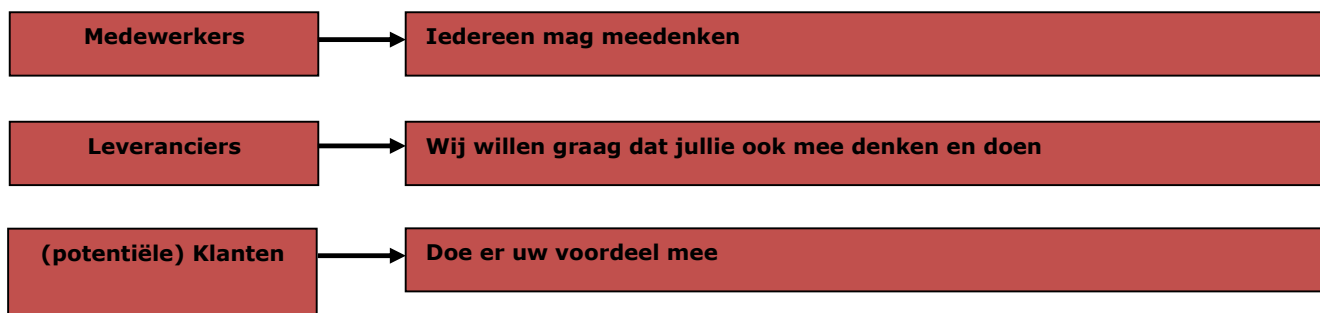 Medewerkers
Iedereen mag meedenken
Leveranciers
Wij willen graag dat jullie ook mee denken en doen
(potentiële) Klanten
Doe er uw voordeel mee